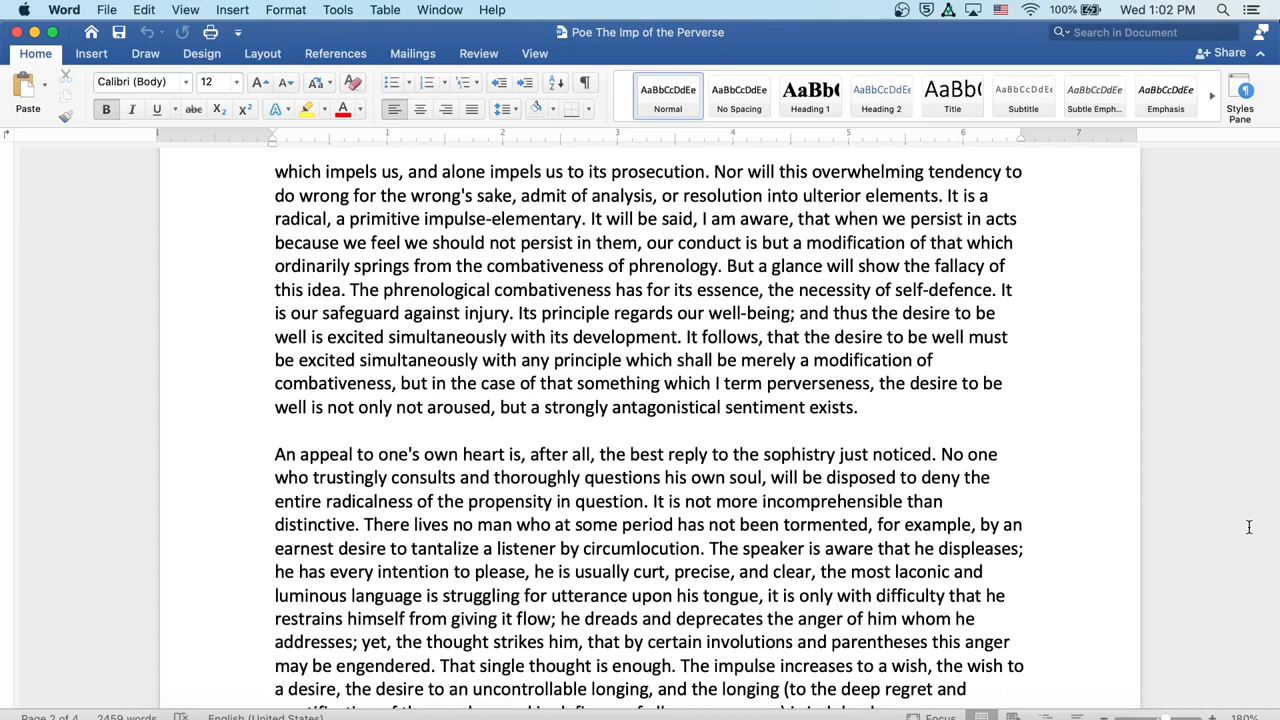 Word File Edit View Insert Format Tools Table Window Help 100% Wed 1:02 PM
Poe The Imp of the Perverse Search in Document
Home Insert Draw Design Layout References Mailings Review View Share
Paste Calibri (Body) 12 AaBbCcDdEe AaBbCcDdEe AaBb( AaBbCcDdEe AaBb( AaBbCcDdEe AaBbCcDdEe AaBbCcDdEe Styles Pane
Normal No Spacing Heading 1 Heading 2 Title Subtitle Subtle Emph... Emphasis
1 1 2 3 4 5 6 7
which impels us, and alone impels us to its prosecution. Nor will this overwhelming tendency to
do wrong for the wrong's sake, admit of analysis, or resolution into ulterior elements. It is a
radical, a primitive impulse-elementary. It will be said, I am aware, that when we persist in acts
because we feel we should not persist in them, our conduct is but a modification of that which
ordinarily springs from the combativeness of phrenology. But a glance will show the fallacy of
this idea. The phrenological combativeness has for its essence, the necessity of self-defence. It
is our safeguard against injury. Its principle regards our well-being; and thus the desire to be
well is excited simultaneously with its development. It follows, that the desire to be well must
be excited simultaneously with any principle which shall be merely a modification of
combativeness, but in the case of that something which I term perverseness, the desire to be
well is not only not aroused, but a strongly antagonistical sentiment exists.
An appeal to one's own heart is, after all, the best reply to the sophistry just noticed. No one
who trustingly consults and thoroughly questions his own soul, will be disposed to deny the
entire radicalness of the propensity in question. It is not more incomprehensible than
distinctive. There lives no man who at some period has not been tormented, for example, by an
earnest desire to tantalize a listener by circumlocution. The speaker is aware that he displeases;
he has every intention to please, he is usually curt, precise, and clear, the most laconic and
luminous language is struggling for utterance upon his tongue, it is only with difficulty that he
restrains himself from giving it flow; he dreads and deprecates the anger of him whom he
addresses; yet, the thought strikes him, that by certain involutions and parentheses this anger
may be engendered. That single thought is enough. The impulse increases to a wish, the wish to
a desire, the desire to an uncontrollable longing, and the longing (to the deep regret and
Page 2 of 4 2459 words English (United States) Focus 180%